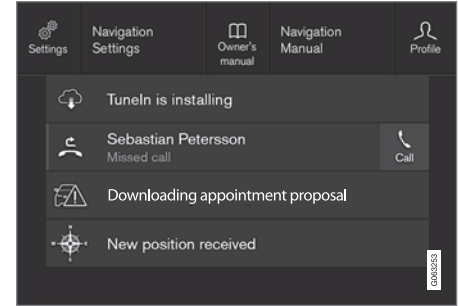 Settings
Navigation
Settings
Owner's
manual
Navigation
Manual
Profile
TuneIn is installing
Sebastian Petersson
Missed call
Call
Downloading appointment proposal
New position received
G063253